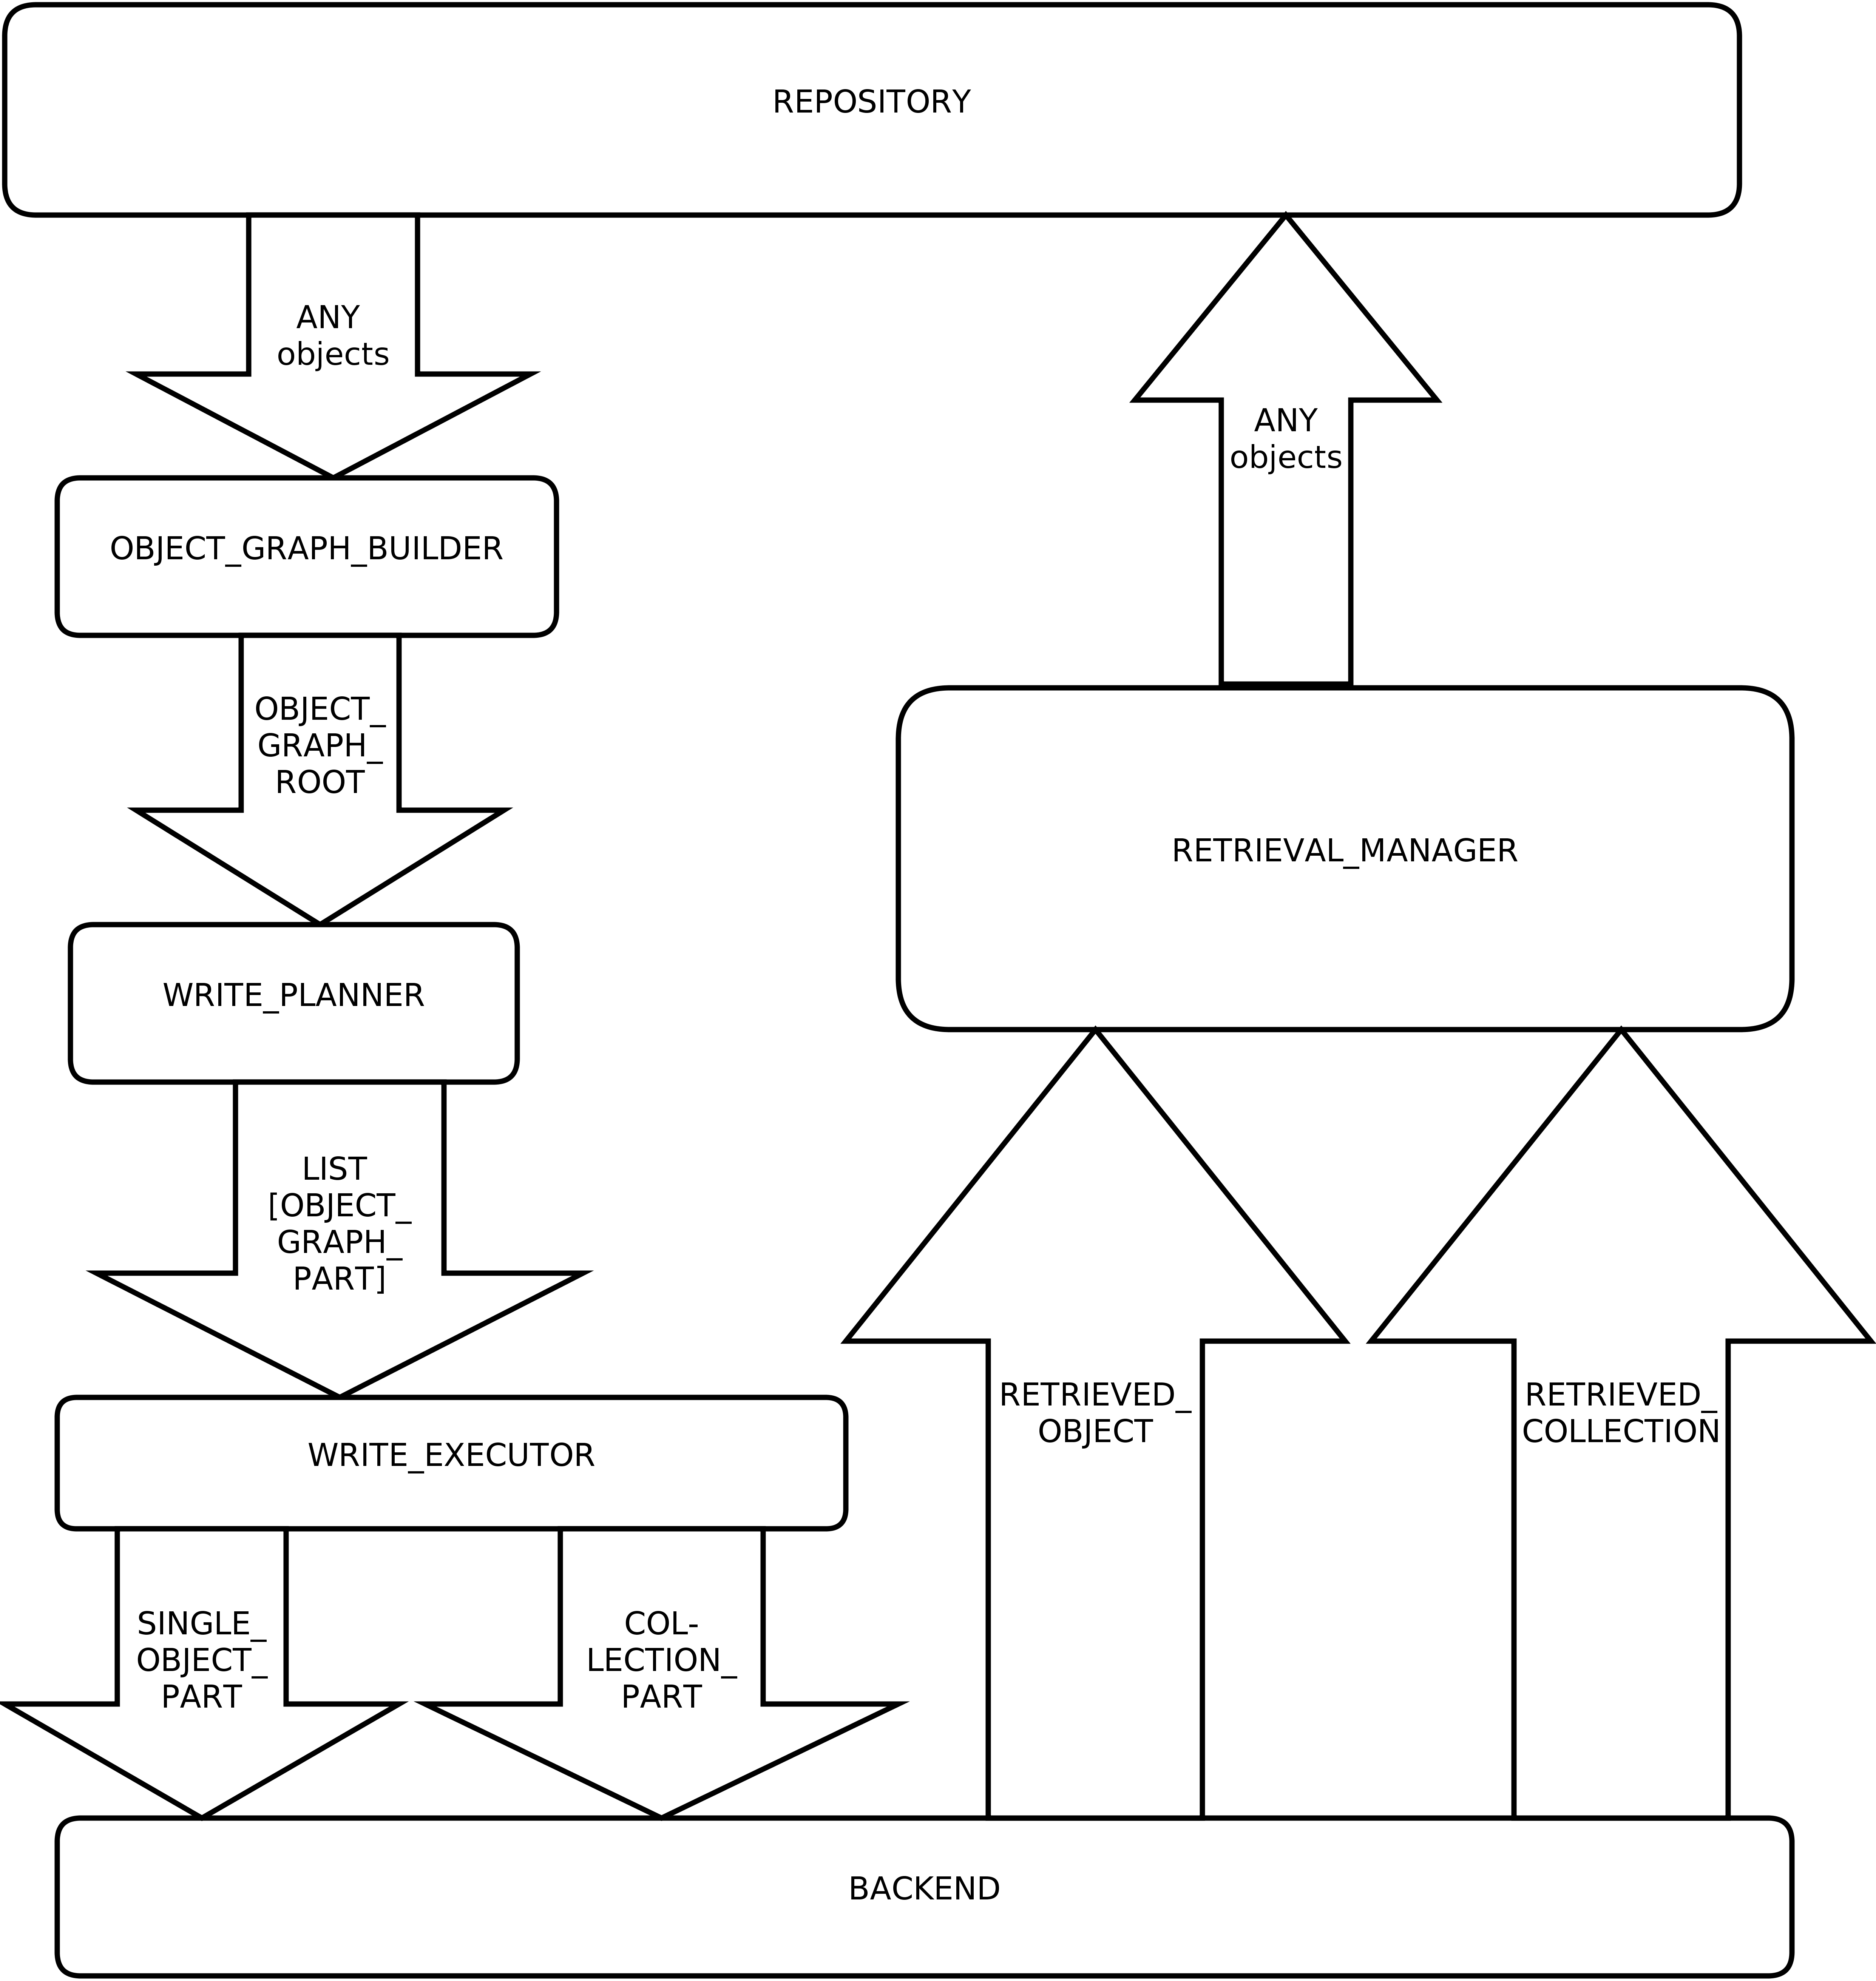 REPOSITORY
ANY
objects
ANY
objects
OBJECT_GRAPH_BUILDER
OBJECT_
GRAPH_
ROOT
RETRIEVAL_MANAGER
WRITE_PLANNER
LIST
[OBJECT_
GRAPH_
PART]
RETRIEVED_
OBJECT
RETRIEVED_
COLLECTION
WRITE_EXECUTOR
SINGLE_
OBJECT_
PART
COL-
LECTION_
PART
BACKEND